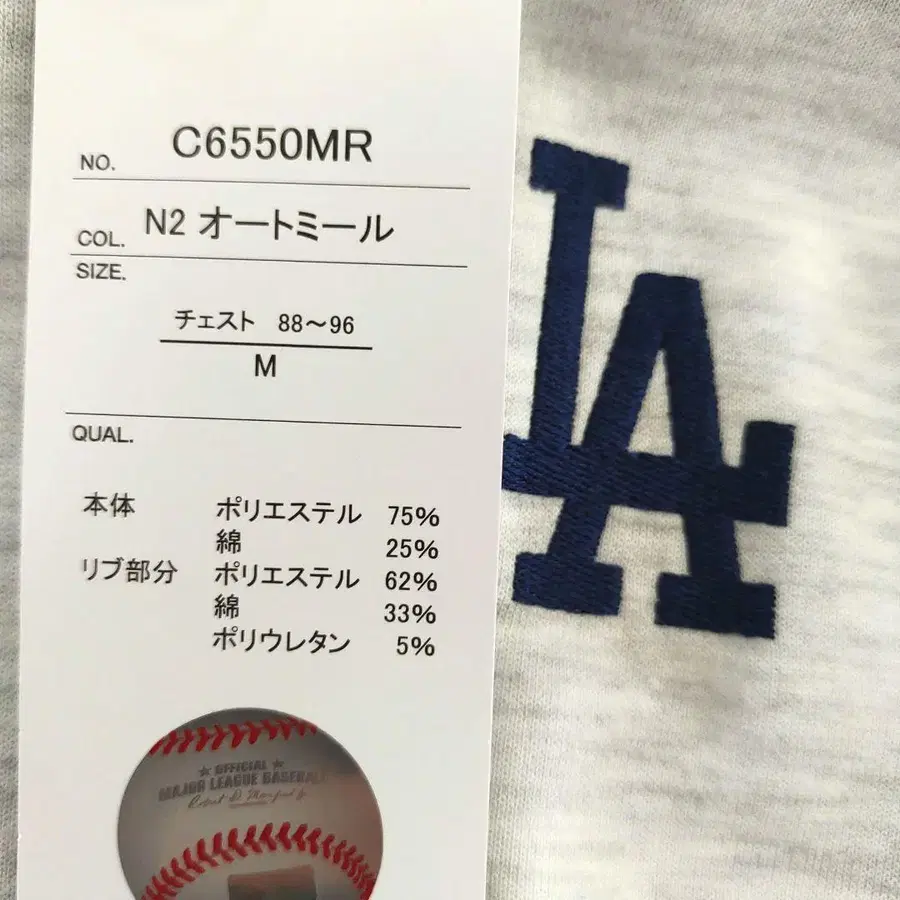 NO. C6550MR
COL. N2 オートミール
SIZE.
チェスト 88～96
M
QUAL.
本体 ポリエステル 75%
綿 25%
リブ部分 ポリエステル 62%
綿 33%
ポリウレタン 5%
★ OFFICIAL ★
MAJOR LEAGUE BASEBALL
LA